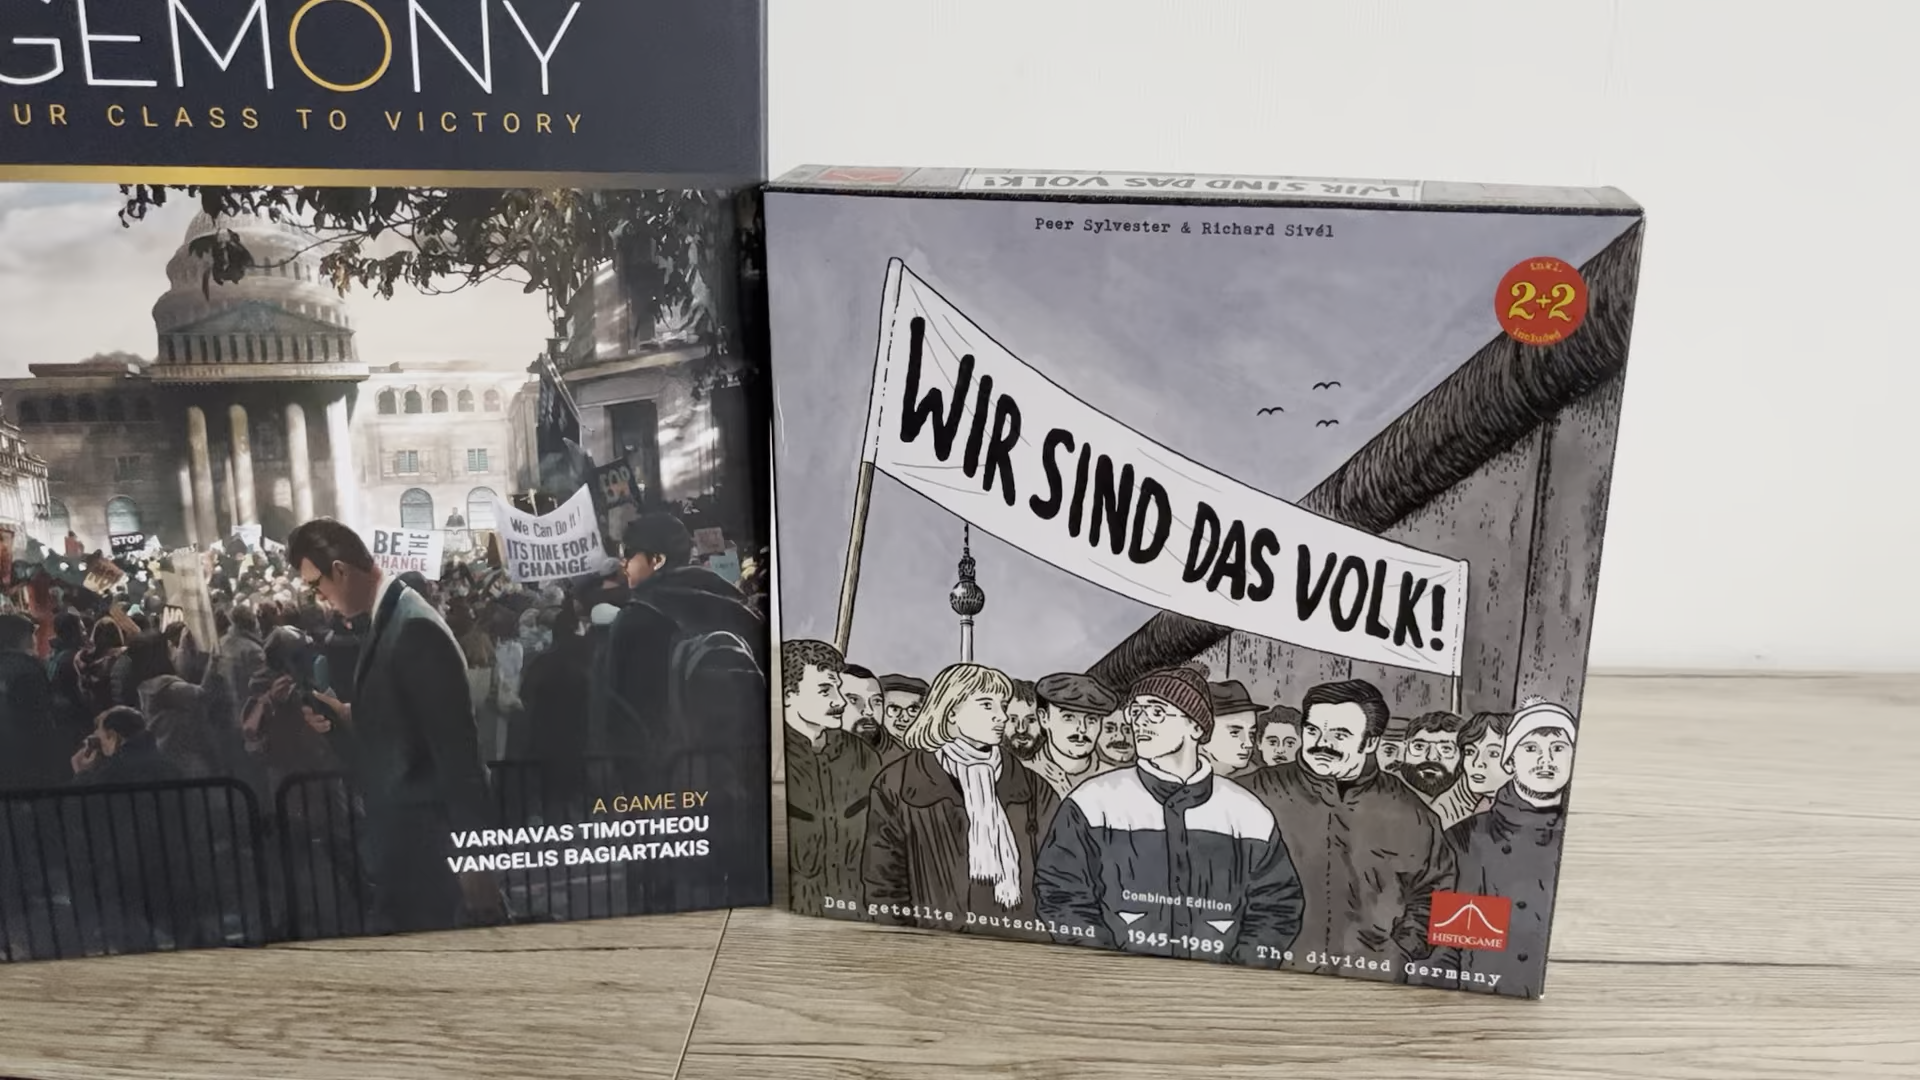 GEMONY
UR CLASS TO VICTORY
STOP
BE THE
CHANGE
We Can Do It!
IT'S TIME FOR A
CHANGE.
A GAME BY
VARNAVAS TIMOTHEOU
VANGELIS BAGIARTAKIS
WIR SIND DAS VOLK!
Peer Sylvester & Richard Sivél
inkl.
2+2
included
WIR SIND DAS VOLK!
Combined Edition
Das geteilte Deutschland
1945–1989
The divided Germany
HISTOGAME